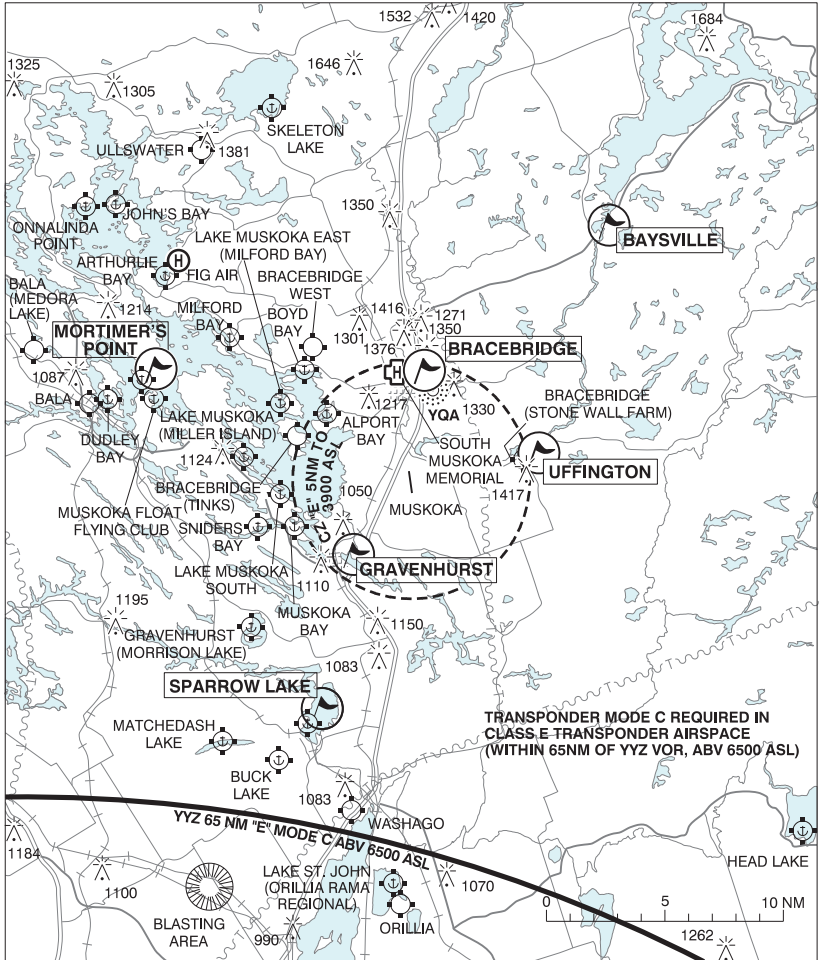 1532
1420
1684
1646
1325
1305
SKELETON
LAKE
ULLSWATER
1381
1350
ONNALINDA
POINT
JOHN'S BAY
BAYSVILLE
LAKE MUSKOKA EAST
(MILFORD BAY)
ARTHURLIE
BAY
H
FIG AIR
BRACEBRIDGE
WEST
BALA
(MEDORA
LAKE)
1214
MILFORD
BAY
BOYD
BAY
1416
1271
1301
1350
1376
MORTIMER'S
POINT
BRACEBRIDGE
H
1087
BALA
DUDLEY
BAY
LAKE MUSKOKA
(MILLER ISLAND)
ALPORT
BAY
1217
YQA
1330
BRACEBRIDGE
(STONE WALL FARM)
SOUTH
MUSKOKA
MEMORIAL
1124
CZ "E" 5NM TO
3900 ASL
UFFINGTON
1417
BRACEBRIDGE
(TINKS)
1050
MUSKOKA
MUSKOKA FLOAT
FLYING CLUB
SNIDERS
BAY
LAKE MUSKOKA
SOUTH
1110
GRAVENHURST
MUSKOKA
BAY
1195
GRAVENHURST
(MORRISON LAKE)
1150
1083
SPARROW LAKE
MATCHEDASH
LAKE
TRANSPONDER MODE C REQUIRED IN
CLASS E TRANSPONDER AIRSPACE
(WITHIN 65NM OF YYZ VOR, ABV 6500 ASL)
BUCK
LAKE
1083
WASHAGO
YYZ 65 NM "E" MODE C ABV 6500 ASL
1184
HEAD LAKE
1100
LAKE ST. JOHN
(ORILLIA RAMA
REGIONAL)
1070
BLASTING
AREA
ORILLIA
0 5 10 NM
990
1262